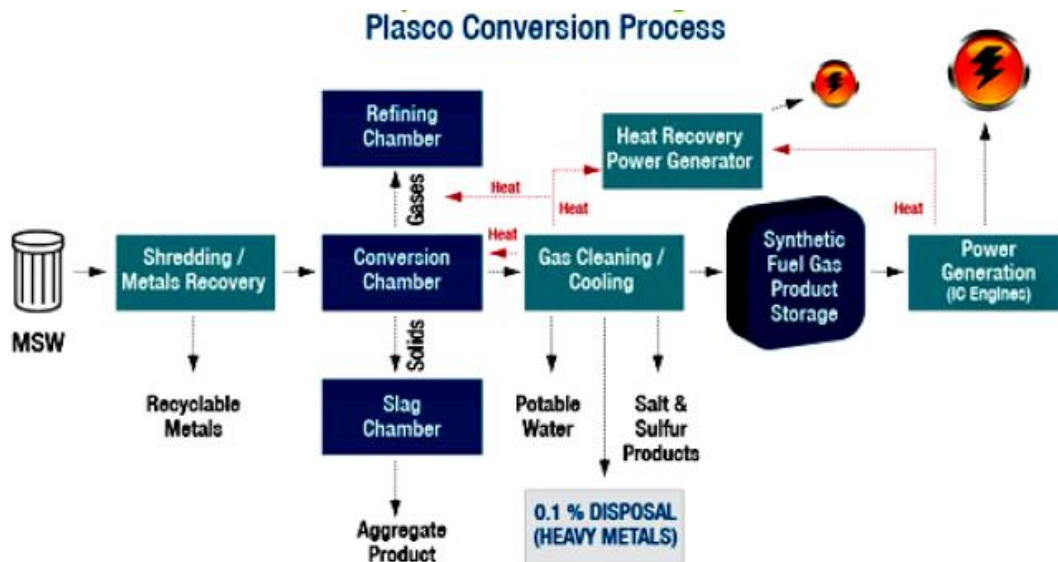 Plasco Conversion Process
Refining
Chamber
Heat Recovery
Power Generator
Heat
Heat
Heat
Heat
Gases
MSW
Shredding /
Metals Recovery
Conversion
Chamber
Gas Cleaning /
Cooling
Synthetic
Fuel Gas
Product
Storage
Power
Generation
(IC Engines)
Solids
Recyclable
Metals
Slag
Chamber
Potable
Water
Salt &
Sulfur
Products
Aggregate
Product
0.1 % DISPOSAL
(HEAVY METALS)